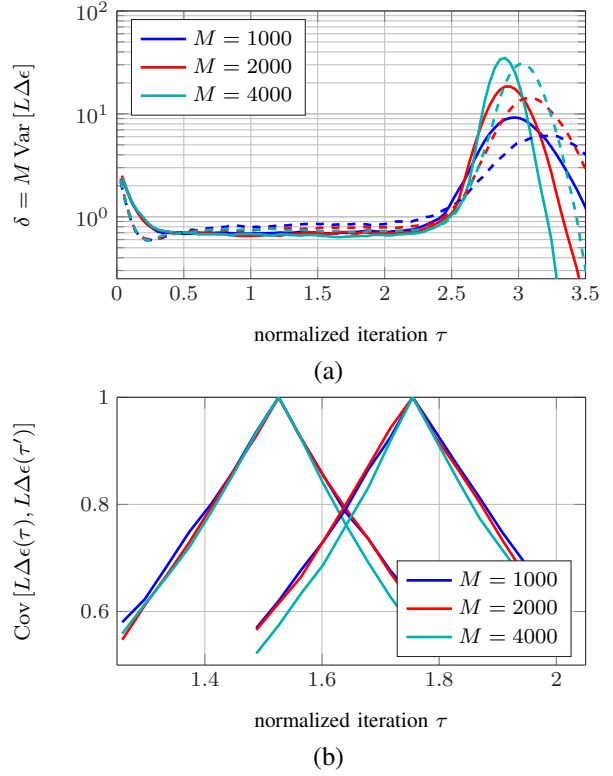 10^2
10^1
10^0
δ = M Var [LΔϵ]
M = 1000
M = 2000
M = 4000
0 0.5 1 1.5 2 2.5 3 3.5
normalized iteration τ
(a)
1
0.8
0.6
Cov [LΔϵ(τ), LΔϵ(τ′)]
M = 1000
M = 2000
M = 4000
1.4 1.6 1.8 2
normalized iteration τ
(b)